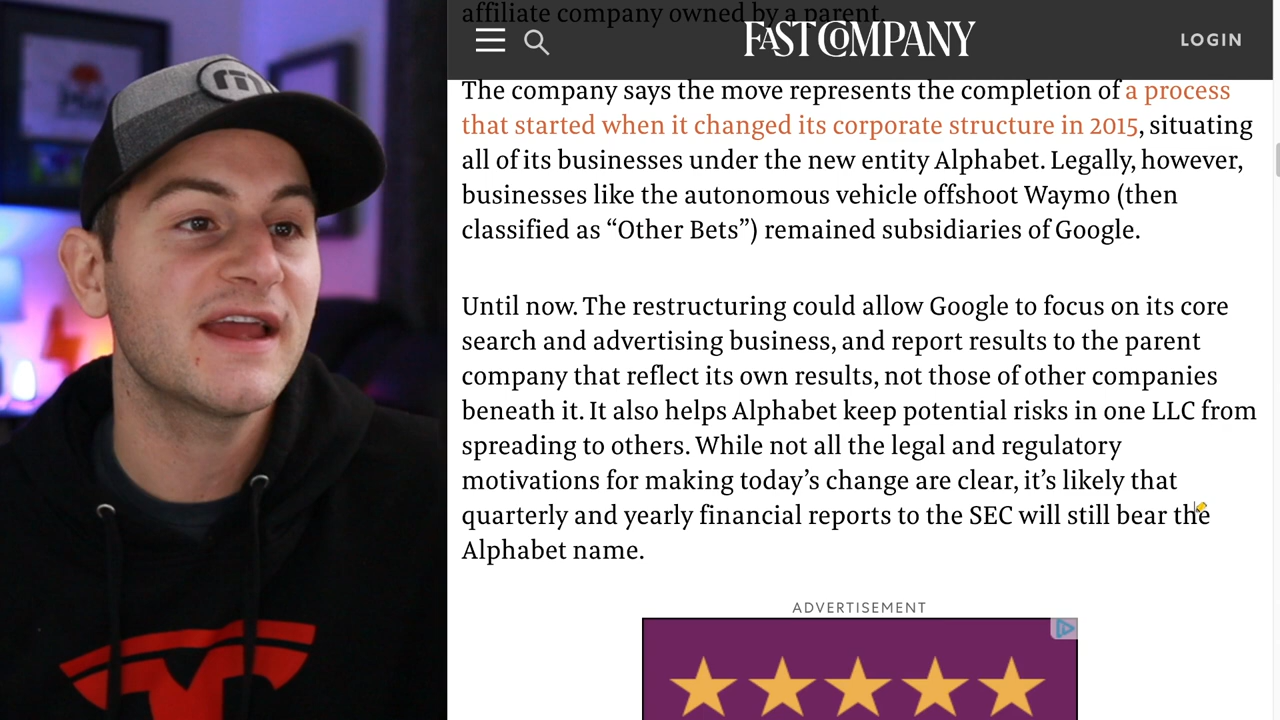 affiliate company owned by a parent.
FAST COMPANY
LOGIN
The company says the move represents the completion of a process
that started when it changed its corporate structure in 2015, situating
all of its businesses under the new entity Alphabet. Legally, however,
businesses like the autonomous vehicle offshoot Waymo (then
classified as “Other Bets”) remained subsidiaries of Google.
Until now. The restructuring could allow Google to focus on its core
search and advertising business, and report results to the parent
company that reflect its own results, not those of other companies
beneath it. It also helps Alphabet keep potential risks in one LLC from
spreading to others. While not all the legal and regulatory
motivations for making today’s change are clear, it’s likely that
quarterly and yearly financial reports to the SEC will still bear the
Alphabet name.
ADVERTISEMENT